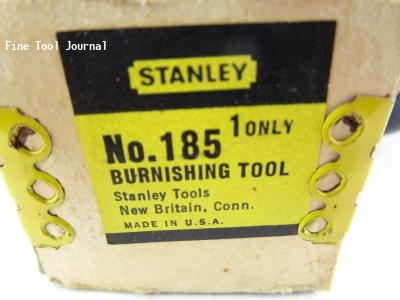 Fine Tool Journal
STANLEY
No. 185 1 ONLY
BURNISHING TOOL
Stanley Tools
New Britain, Conn.
MADE IN U.S.A.